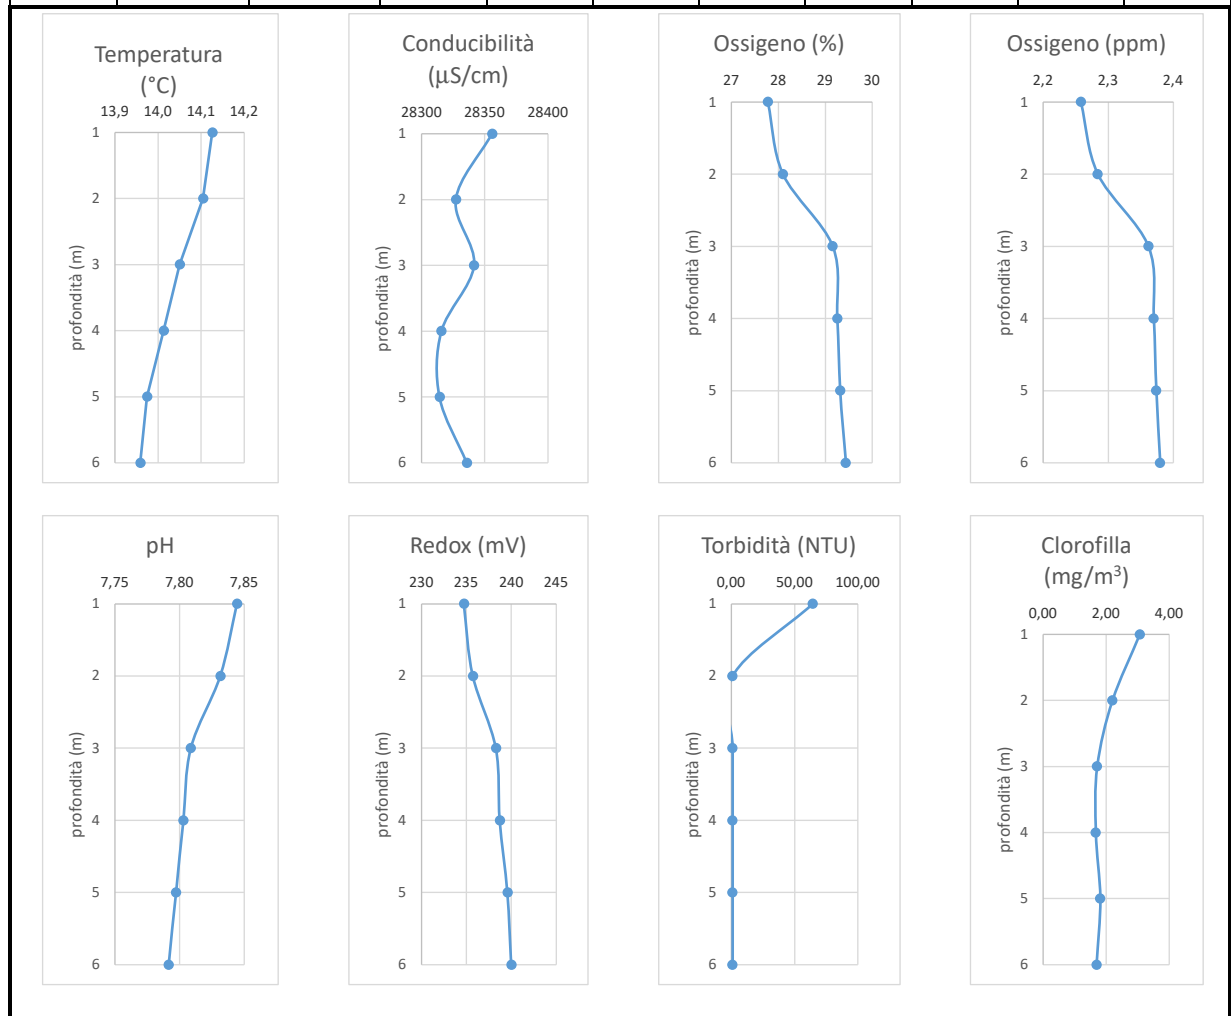 Temperatura
(°C)
13,9 14,0 14,1 14,2
1
2
3
4
5
6
profondità (m)
Conducibilità
(μS/cm)
28300 28350 28400
1
2
3
4
5
6
profondità (m)
Ossigeno (%)
27 28 29 30
1
2
3
4
5
6
profondità (m)
Ossigeno (ppm)
2,2 2,3 2,4
1
2
3
4
5
6
profondità (m)
pH
7,75 7,80 7,85
1
2
3
4
5
6
profondità (m)
Redox (mV)
230 235 240 245
1
2
3
4
5
6
profondità (m)
Torbidità (NTU)
0,00 50,00 100,00
1
2
3
4
5
6
profondità (m)
Clorofilla
(mg/m³)
0,00 2,00 4,00
1
2
3
4
5
6
profondità (m)